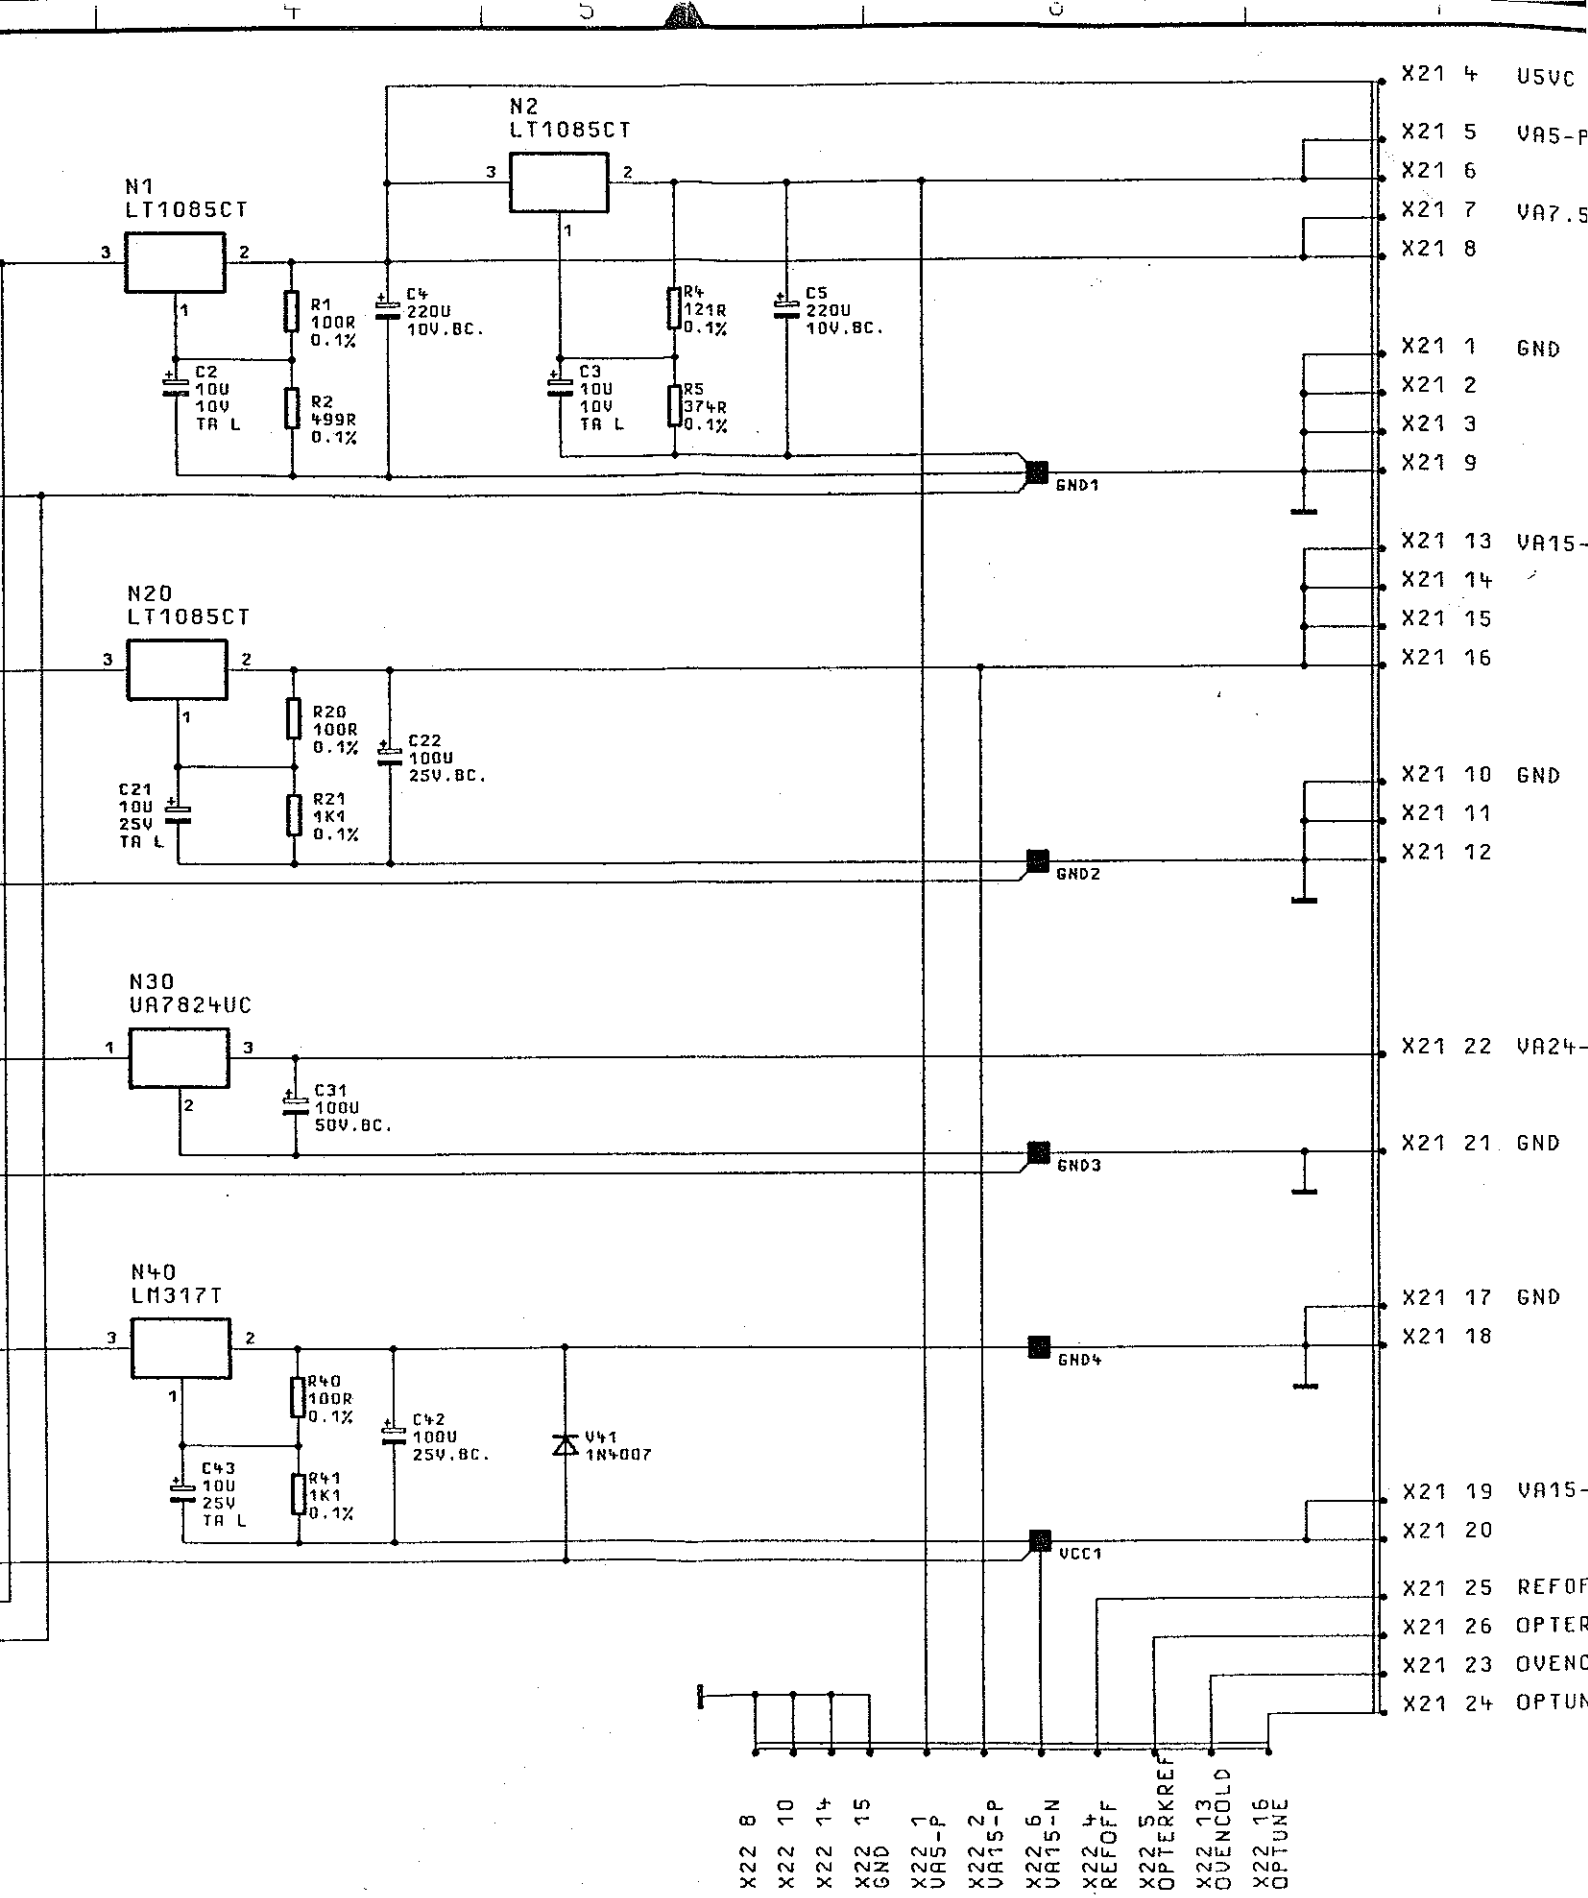 4
X21 4 U5VC
N2
LT1085CT
X21 5 VA5-P
3
2
X21 6
N1
LT1085CT
1
X21 7 VA7.5
3
2
X21 8
1
R1
100R
0.1%
C4
220U
10V.BC.
R4
121R
0.1%
C5
220U
10V.BC.
X21 1 GND
C2
10U
10V
TA L
R2
499R
0.1%
C3
10U
10V
TA L
R5
374R
0.1%
X21 2
X21 3
X21 9
GND1
X21 13 VA15-
X21 14
X21 15
N20
LT1085CT
3
2
X21 16
1
R20
100R
0.1%
C22
100U
25V.BC.
C21
10U
25V
TA L
R21
1K1
0.1%
X21 10 GND
X21 11
X21 12
GND2
N30
UA7824UC
1
3
X21 22 VA24-
2
C31
100U
50V.BC.
X21 21 GND
GND3
N40
LM317T
X21 17 GND
3
2
X21 18
GND4
1
R40
100R
0.1%
C42
100U
25V.BC.
V41
1N4007
C43
10U
25V
TA L
R41
1K1
0.1%
X21 19 VA15-
X21 20
VCC1
X21 25 REFOF
X21 26 OPTER
X21 23 OVENC
X21 24 OPTUN
X22 8
X22 10
X22 14
X22 15
GND
X22 1
VA5-P
X22 2
VA15-P
X22 6
VA15-N
X22 4
REFOFF
X22 5
OPTERKREF
X22 13
OVENCOLD
X22 16
OPTUNE